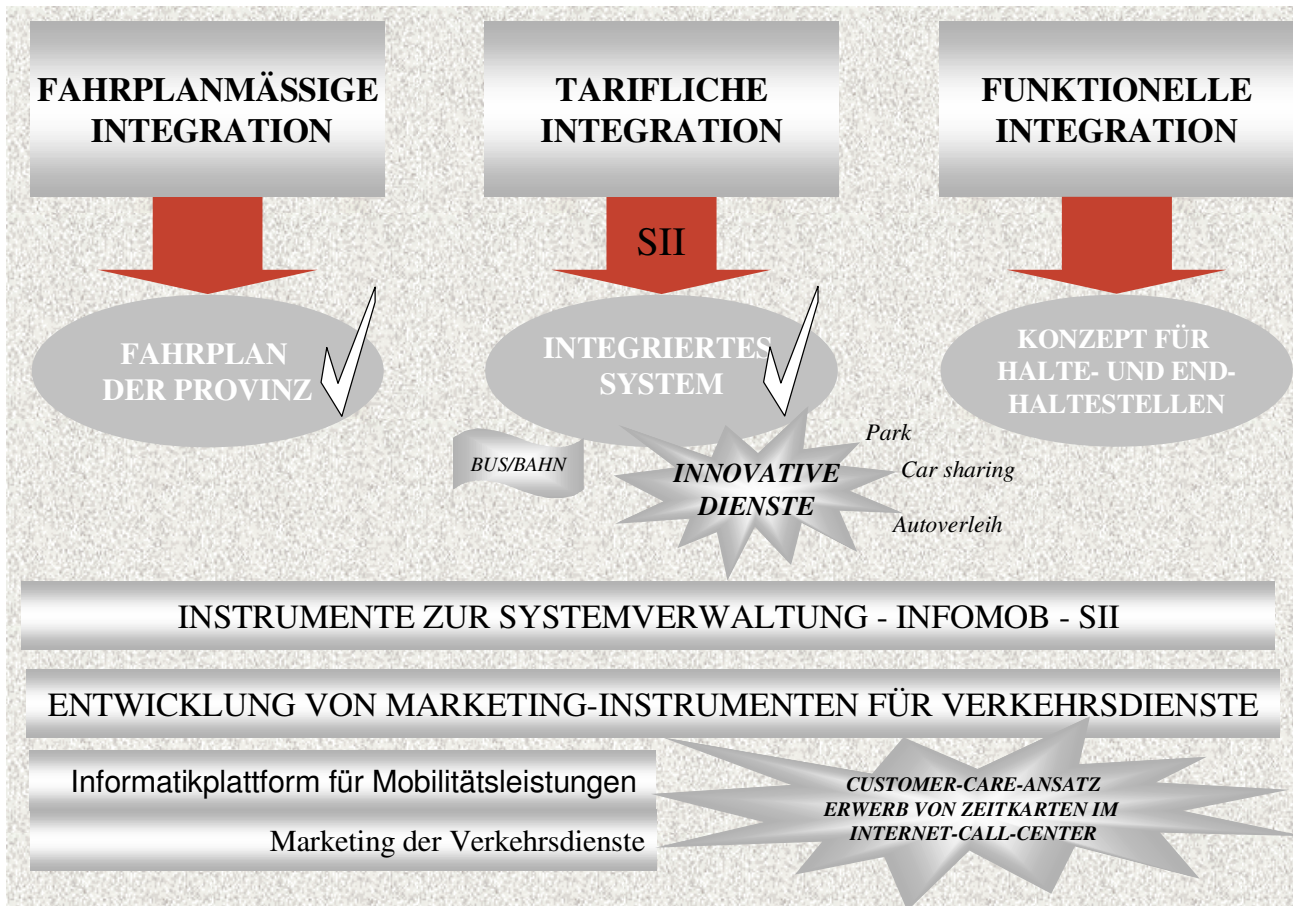 FAHRPLANMÄSSIGE
INTEGRATION
TARIFLICHE
INTEGRATION
FUNKTIONELLE
INTEGRATION
SII
FAHRPLAN
DER PROVINZ
INTEGRIERTES
SYSTEM
KONZEPT FÜR
HALTE- UND END-
HALTESTELLEN
BUS/BAHN
INNOVATIVE
DIENSTE
Park
Car sharing
Autoverleih
INSTRUMENTE ZUR SYSTEMVERWALTUNG - INFOMOB - SII
ENTWICKLUNG VON MARKETING-INSTRUMENTEN FÜR VERKEHRSDIENSTE
Informatikplattform für Mobilitätsleistungen
Marketing der Verkehrsdienste
CUSTOMER-CARE-ANSATZ
ERWERB VON ZEITKARTEN IM
INTERNET-CALL-CENTER